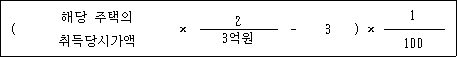 ( 해당 주택의 취득당시가액 × 2 / 3억원 - 3 ) × 1 / 100